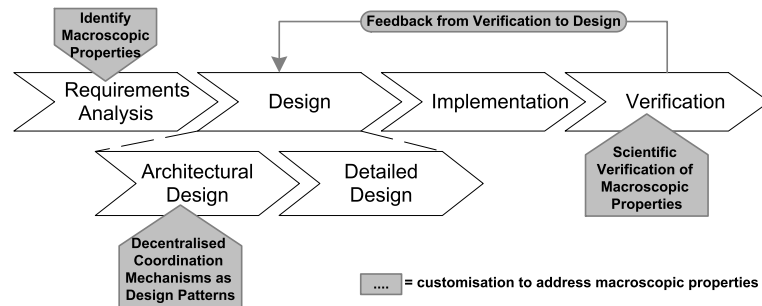 Identify
Macroscopic
Properties
Feedback from Verification to Design
Requirements
Analysis
Design
Implementation
Verification
Architectural
Design
Detailed
Design
Scientific
Verification of
Macroscopic
Properties
Decentralised
Coordination
Mechanisms as
Design Patterns
.... = customisation to address macroscopic properties